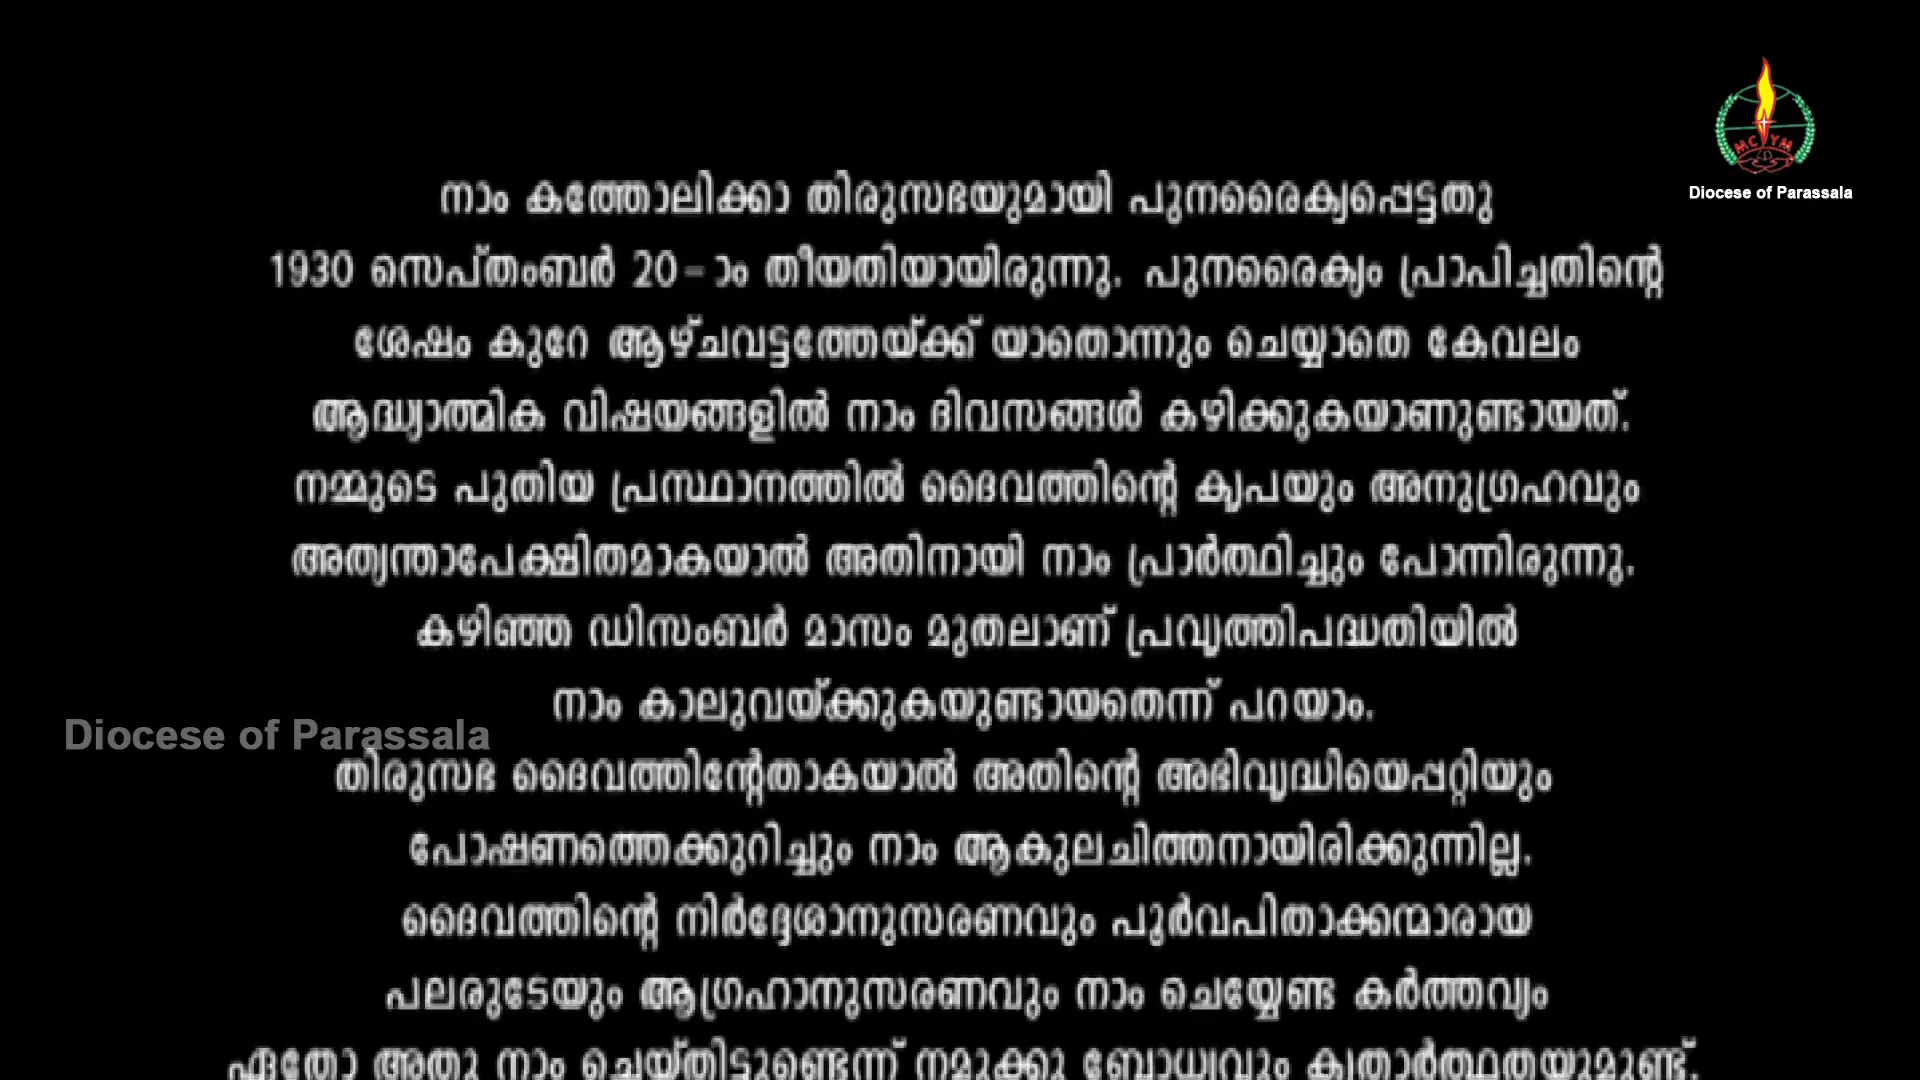 MCYM
Diocese of Parassala
നാം കത്തോലിക്കാ തിരുസഭയുമായി പുനരൈക്യപ്പെട്ടതു
1930 സെപ്തംബർ 20-ാം തീയതിയായിരുന്നു. പുനരൈക്യം പ്രാപിച്ചതിന്റെ
ശേഷം കുറേ ആഴ്ചവട്ടത്തേയ്ക്ക് യാതൊന്നും ചെയ്യാതെ കേവലം
ആദ്ധ്യാത്മിക വിഷയങ്ങളിൽ നാം ദിവസങ്ങൾ കഴിക്കുകയാണുണ്ടായത്.
നമ്മുടെ പുതിയ പ്രസ്ഥാനത്തിൽ ദൈവത്തിന്റെ കൃപയും അനുഗ്രഹവും
അത്യന്താപേക്ഷിതമാകയാൽ അതിനായി നാം പ്രാർത്ഥിച്ചും പോന്നിരുന്നു.
കഴിഞ്ഞ ഡിസംബർ മാസം മുതലാണ് പ്രവൃത്തിപദ്ധതിയിൽ
നാം കാലുവയ്ക്കുകയുണ്ടായതെന്ന് പറയാം.
Diocese of Parassala
തിരുസഭ ദൈവത്തിന്റേതാകയാൽ അതിന്റെ അഭിവൃദ്ധിയെപ്പറ്റിയും
പോഷണത്തെക്കുറിച്ചും നാം ആകുലചിത്തനായിരിക്കുന്നില്ല.
ദൈവത്തിന്റെ നിർദ്ദേശാനുസരണവും പൂർവപിതാക്കന്മാരായ
പലരുടേയും ആഗ്രഹാനുസരണവും നാം ചെയ്യേണ്ട കർത്തവ്യം
ഏതോ അതു നാം ചെയ്തിട്ടുണ്ടെന്ന് നമുക്കു ബോധ്യവും കൃതാർത്ഥതയുമുണ്ട്.